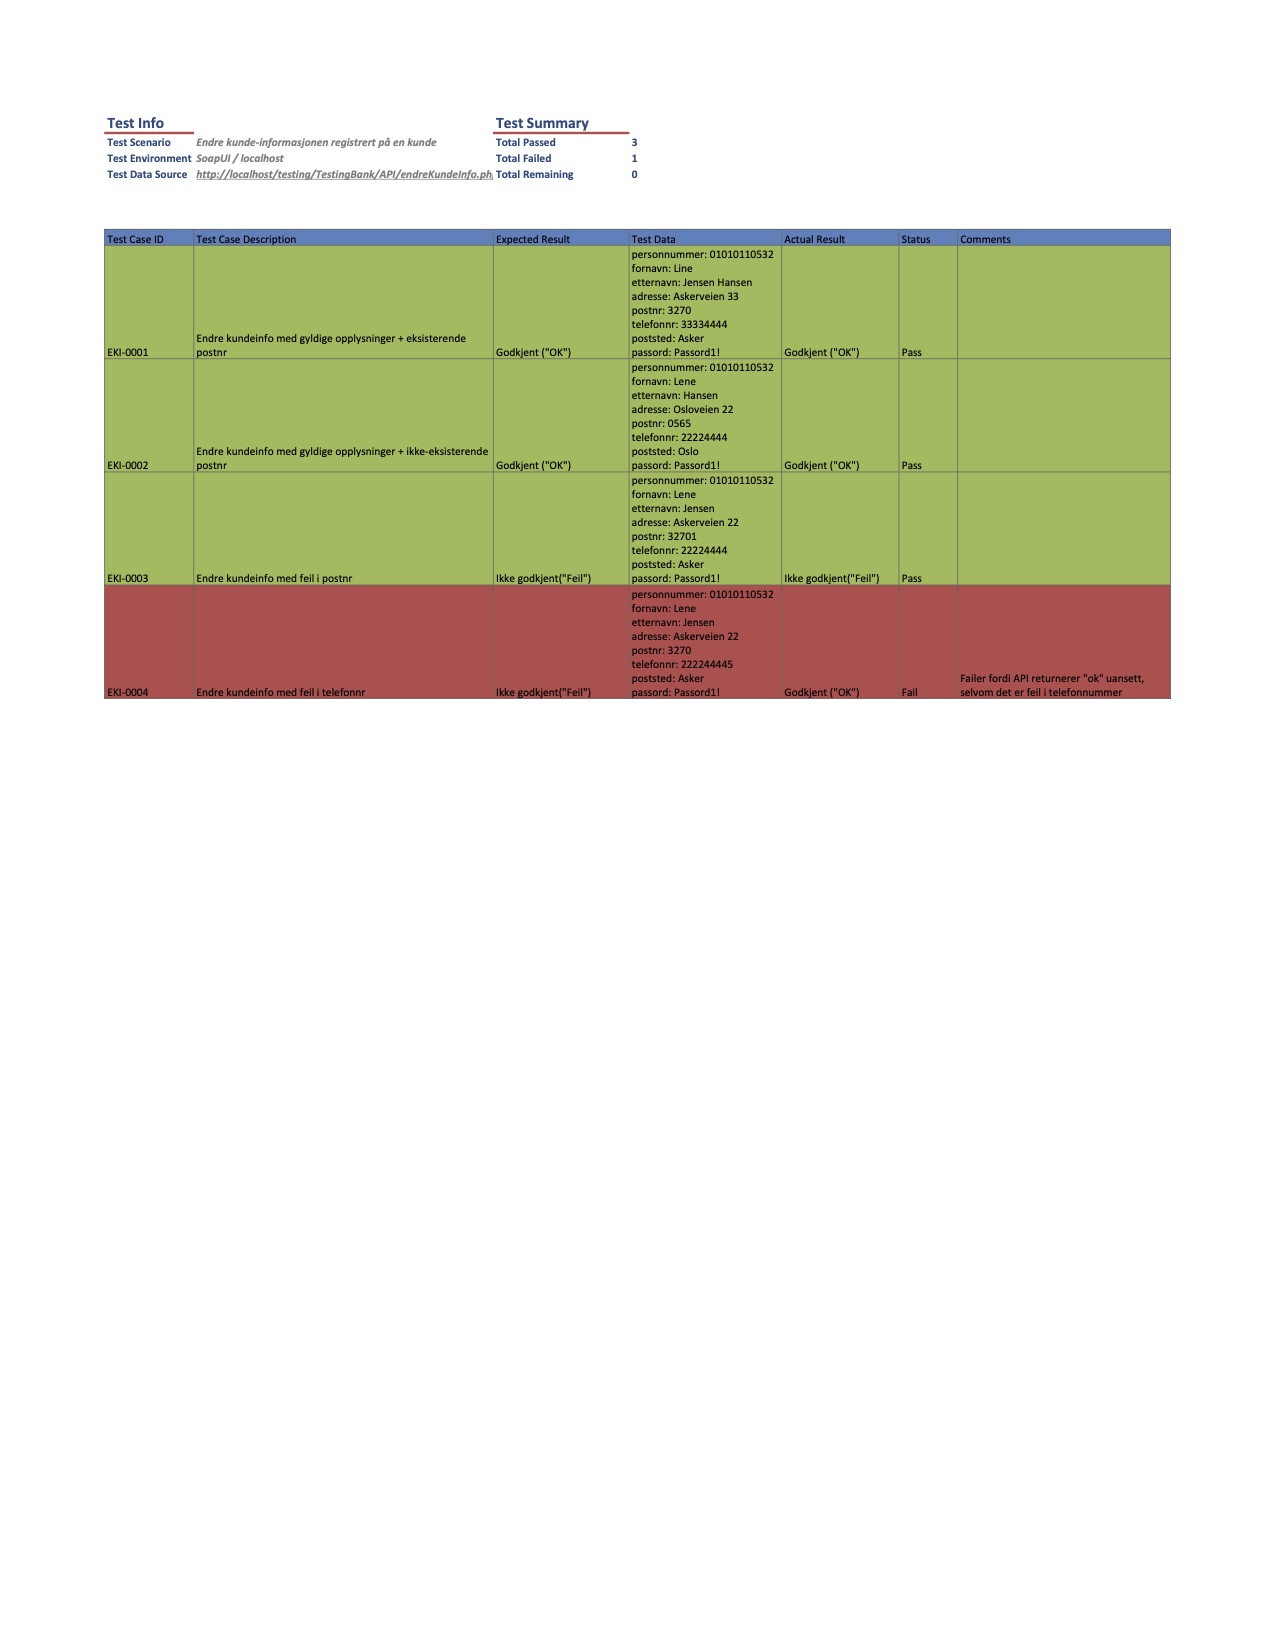 Test Info
Test Summary
Test Scenario Endre kunde-informasjonen registrert på en kunde Total Passed 3
Test Environment SoapUI / localhost Total Failed 1
Test Data Source http://localhost/testing/TestingBank/API/endreKundeInfo.ph Total Remaining 0
Test Case ID Test Case Description Expected Result Test Data Actual Result Status Comments
EKI-0001
Endre kundeinfo med gyldige opplysninger + eksisterende
postnr
Godkjent ("OK")
personnummer: 01010110532
fornavn: Line
etternavn: Jensen Hansen
adresse: Askerveien 33
postnr: 3270
telefonnr: 33334444
poststed: Asker
passord: Passord1!
Godkjent ("OK")
Pass
EKI-0002
Endre kundeinfo med gyldige opplysninger + ikke-eksisterende
postnr
Godkjent ("OK")
personnummer: 01010110532
fornavn: Lene
etternavn: Hansen
adresse: Osloveien 22
postnr: 0565
telefonnr: 22224444
poststed: Oslo
passord: Passord1!
Godkjent ("OK")
Pass
EKI-0003
Endre kundeinfo med feil i postnr
Ikke godkjent("Feil")
personnummer: 01010110532
fornavn: Lene
etternavn: Jensen
adresse: Askerveien 22
postnr: 32701
telefonnr: 22224444
poststed: Asker
passord: Passord1!
Ikke godkjent("Feil")
Pass
EKI-0004
Endre kundeinfo med feil i telefonnr
Ikke godkjent("Feil")
personnummer: 01010110532
fornavn: Lene
etternavn: Jensen
adresse: Askerveien 22
postnr: 3270
telefonnr: 222244445
poststed: Asker
passord: Passord1!
Godkjent ("OK")
Fail
Failer fordi API returnerer "ok" uansett,
selvom det er feil i telefonnummer